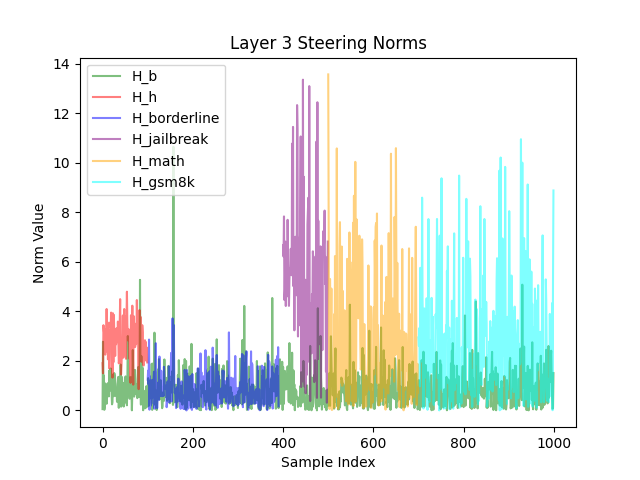 Layer 3 Steering Norms
14
12
10
8
6
4
2
0
Norm Value
H_b
H_h
H_borderline
H_jailbreak
H_math
H_gsm8k
0
200
400
600
800
1000
Sample Index